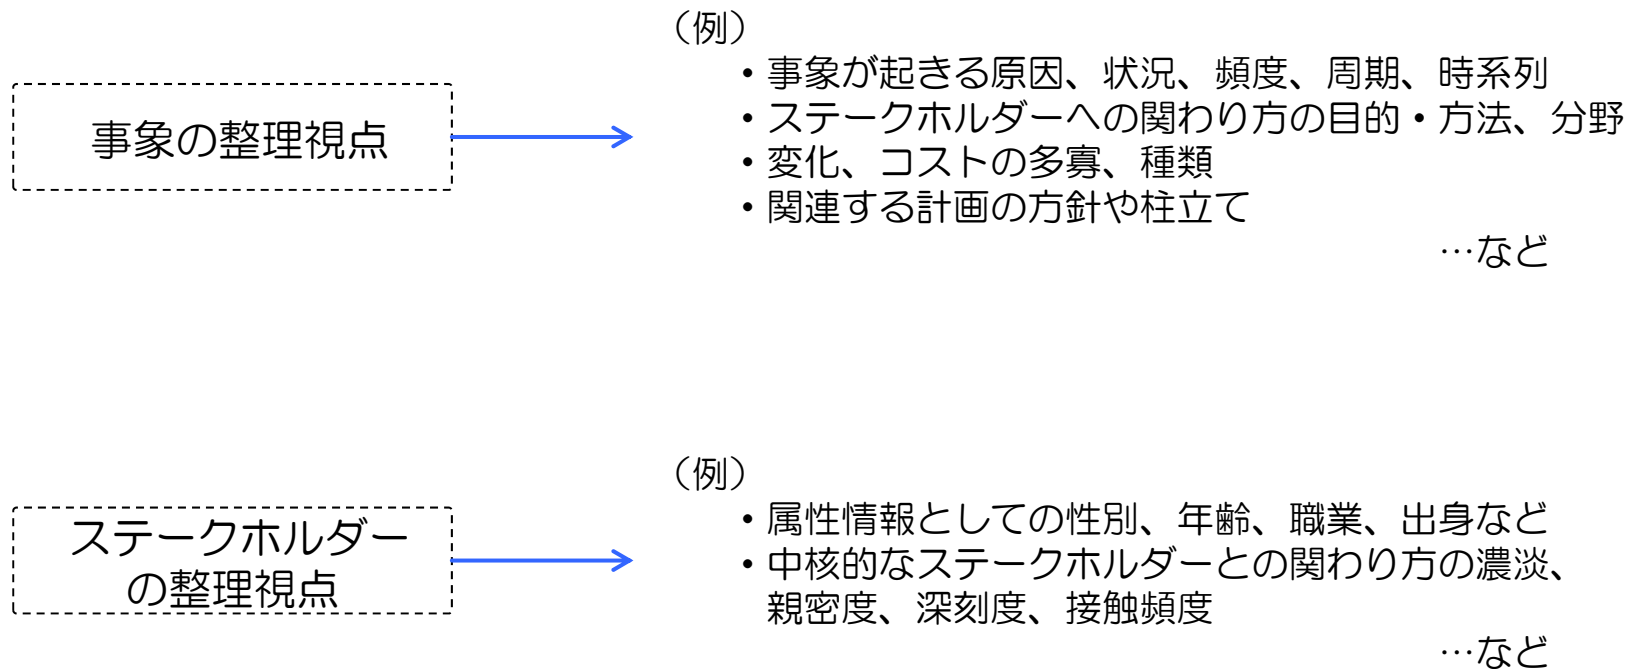 (例)
事象の整理視点
・事象が起きる原因、状況、頻度、周期、時系列
・ステークホルダーへの関わり方の目的・方法、分野
・変化、コストの多寡、種類
・関連する計画の方針や柱立て
…など
(例)
ステークホルダー
の整理視点
・属性情報としての性別、年齢、職業、出身など
・中核的なステークホルダーとの関わり方の濃淡、
親密度、深刻度、接触頻度
…など